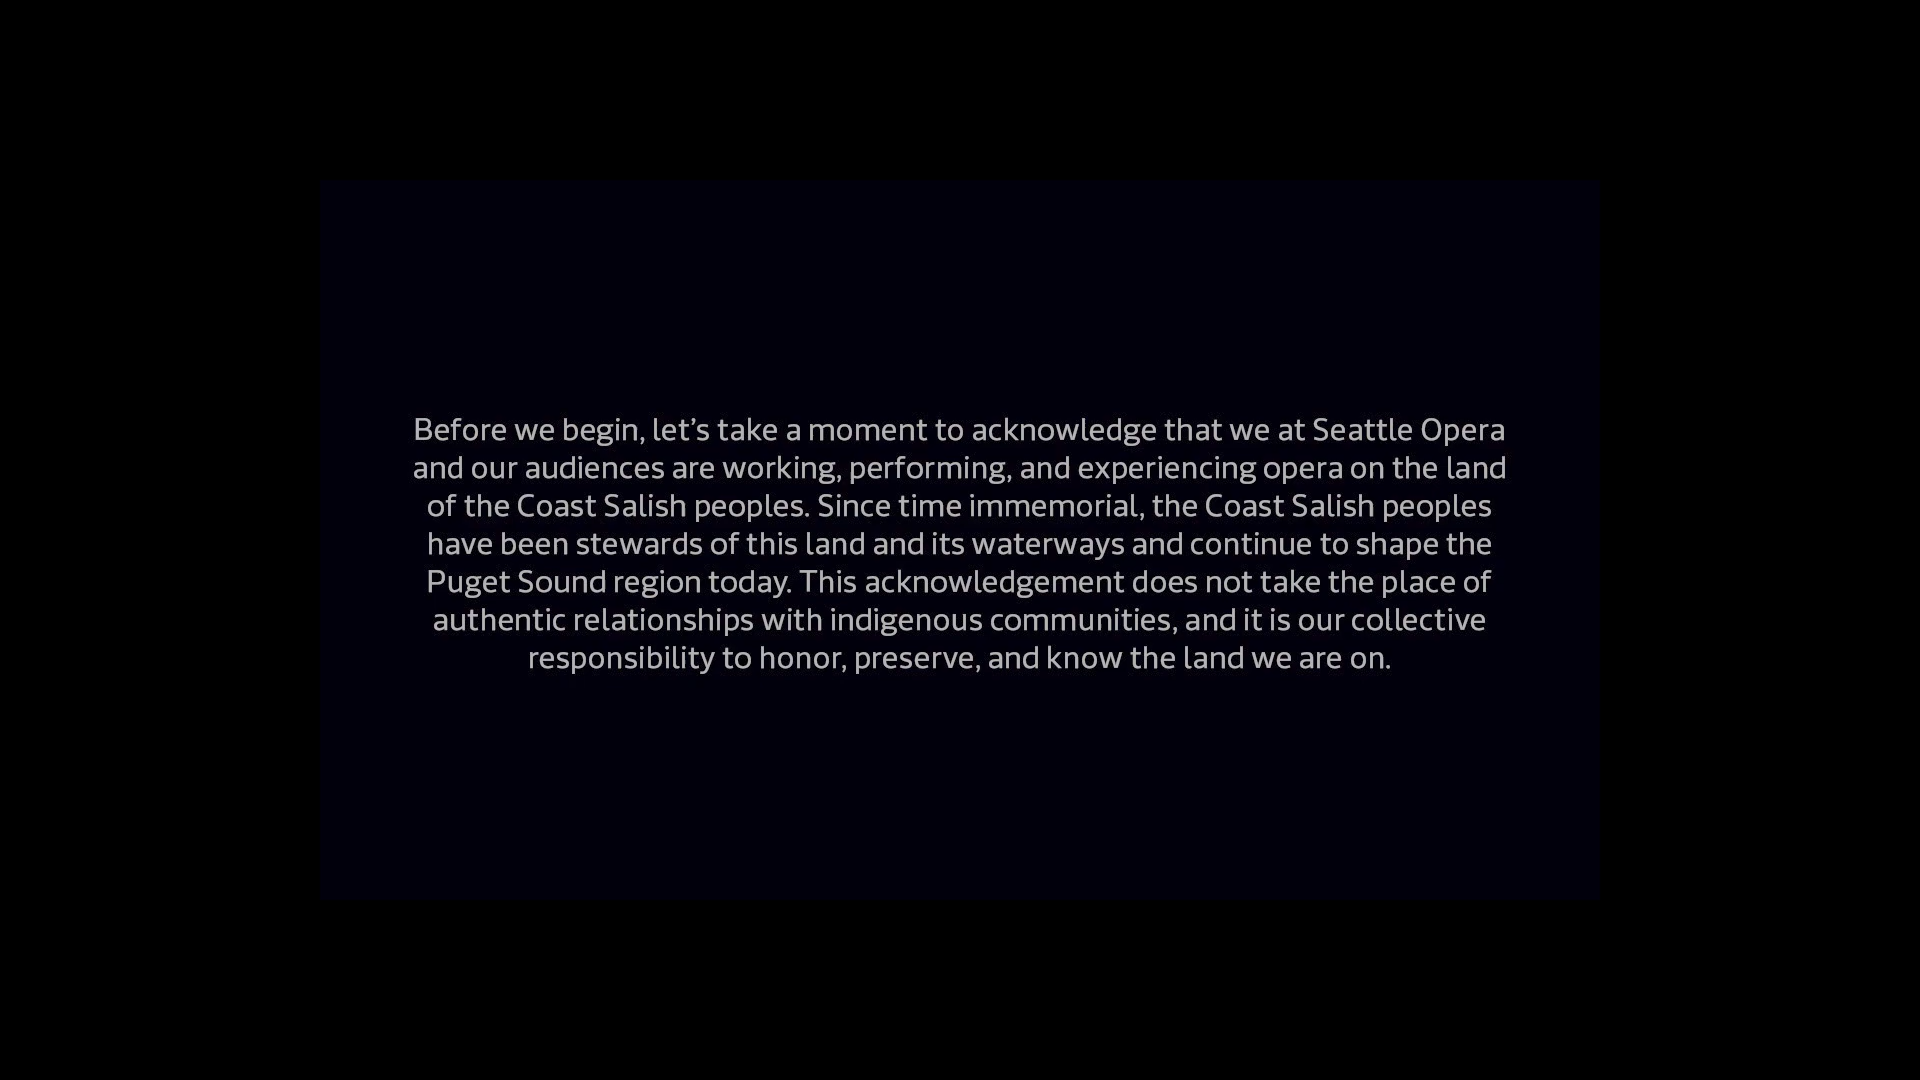 Before we begin, let’s take a moment to acknowledge that we at Seattle Opera
and our audiences are working, performing, and experiencing opera on the land
of the Coast Salish peoples. Since time immemorial, the Coast Salish peoples
have been stewards of this land and its waterways and continue to shape the
Puget Sound region today. This acknowledgement does not take the place of
authentic relationships with indigenous communities, and it is our collective
responsibility to honor, preserve, and know the land we are on.